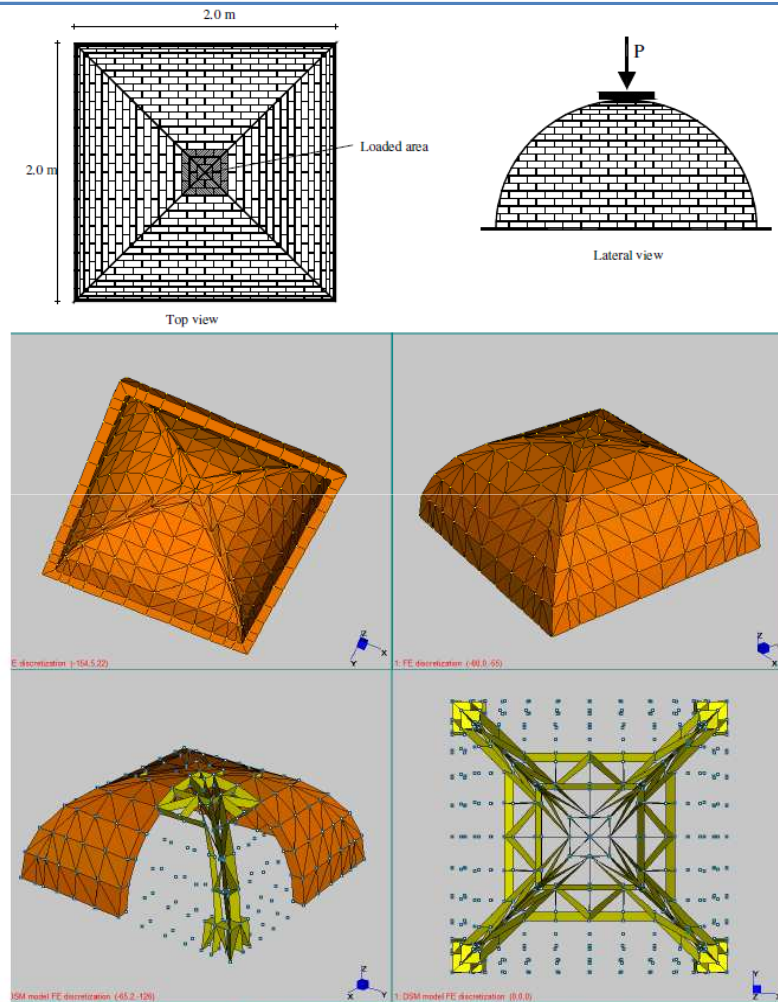 2.0 m
P
Loaded area
2.0 m
Lateral view
Top view
Z
X
Y
E discretization (-154,5,22)
Z
X
1: FE discretization (-60,0,-55)
Z
X
Y
DSM model FE discretization (-65,2,-126)
Y
Z
X
1: DSM model FE discretization (0,0,0)